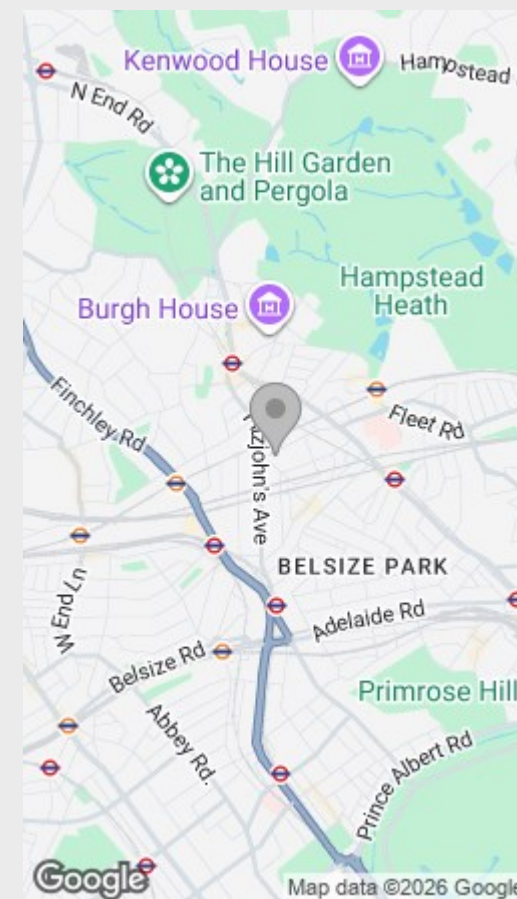 Kenwood House
Hampstead
N End Rd
The Hill Garden
and Pergola
Hampstead
Heath
Burgh House
Finchley Rd
Fleet Rd
Fitzjohn's Ave
BELSIZE PARK
W End Ln
Adelaide Rd
Belsize Rd
Primrose Hill
Abbey Rd.
Prince Albert Rd
Google
Map data ©2026 Google